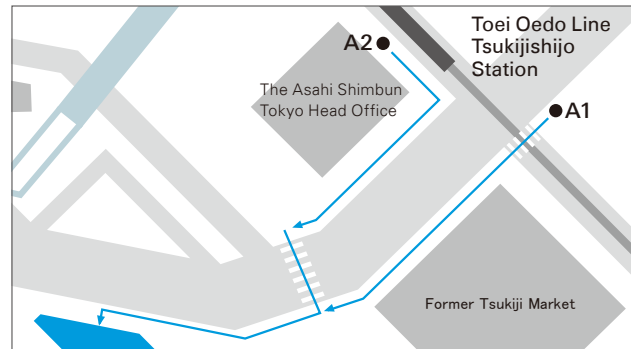 Toei Oedo Line
Tsukijishijo
Station
A2
The Asahi Shimbun
Tokyo Head Office
A1
Former Tsukiji Market